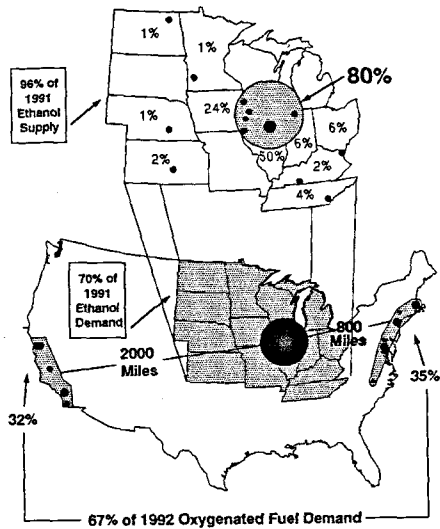 1%
1%
80%
96% of
1991
Ethanol
Supply
1%
24%
6%
6%
50%
2%
2%
4%
70% of
1991
Ethanol
Demand
800
Miles
2000
Miles
35%
32%
67% of 1992 Oxygenated Fuel Demand